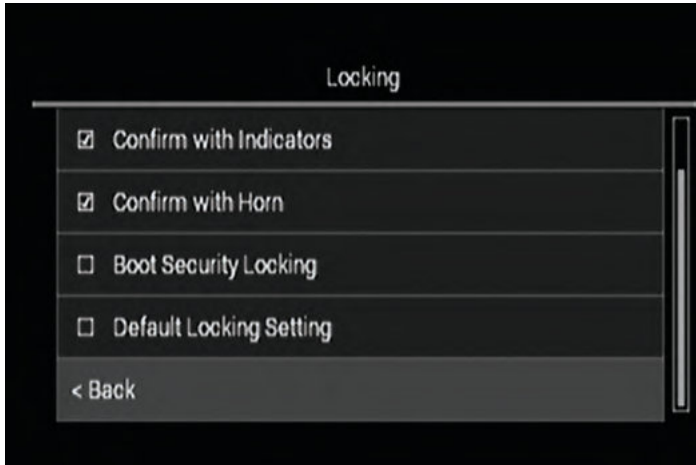 Locking
Confirm with Indicators
Confirm with Horn
Boot Security Locking
Default Locking Setting
< Back